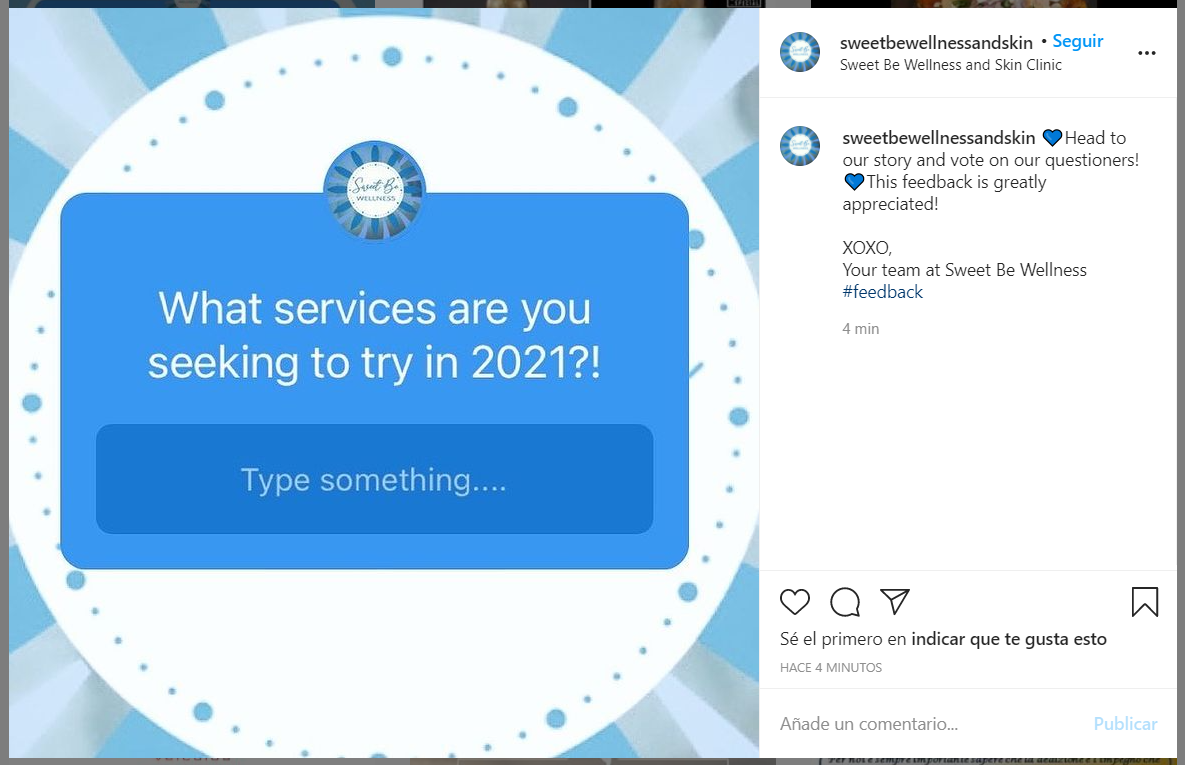 Sweet Be
WELLNESS
What services are you
seeking to try in 2021?!
Type something....
sweetbewellnessandskin • Seguir
Sweet Be Wellness and Skin Clinic
sweetbewellnessandskin 💙Head to
our story and vote on our questioners!
💙This feedback is greatly
appreciated!
XOXO,
Your team at Sweet Be Wellness
#feedback
4 min
Sé el primero en indicar que te gusta esto
HACE 4 MINUTOS
Añade un comentario...
Publicar